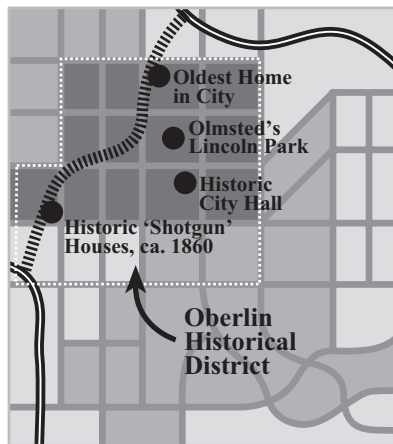 Oldest Home
in City
Olmsted's
Lincoln Park
Historic
City Hall
Historic ‘Shotgun’
Houses, ca. 1860
Oberlin
Historical
District